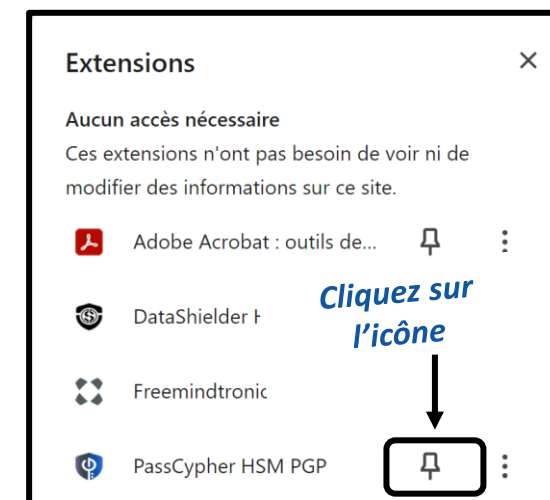 Extensions
Aucun accès nécessaire
Ces extensions n'ont pas besoin de voir ni de
modifier des informations sur ce site.
Adobe Acrobat : outils de...
Cliquez sur
l'icône
DataShielder
Freemindtronic
PassCypher HSM PGP